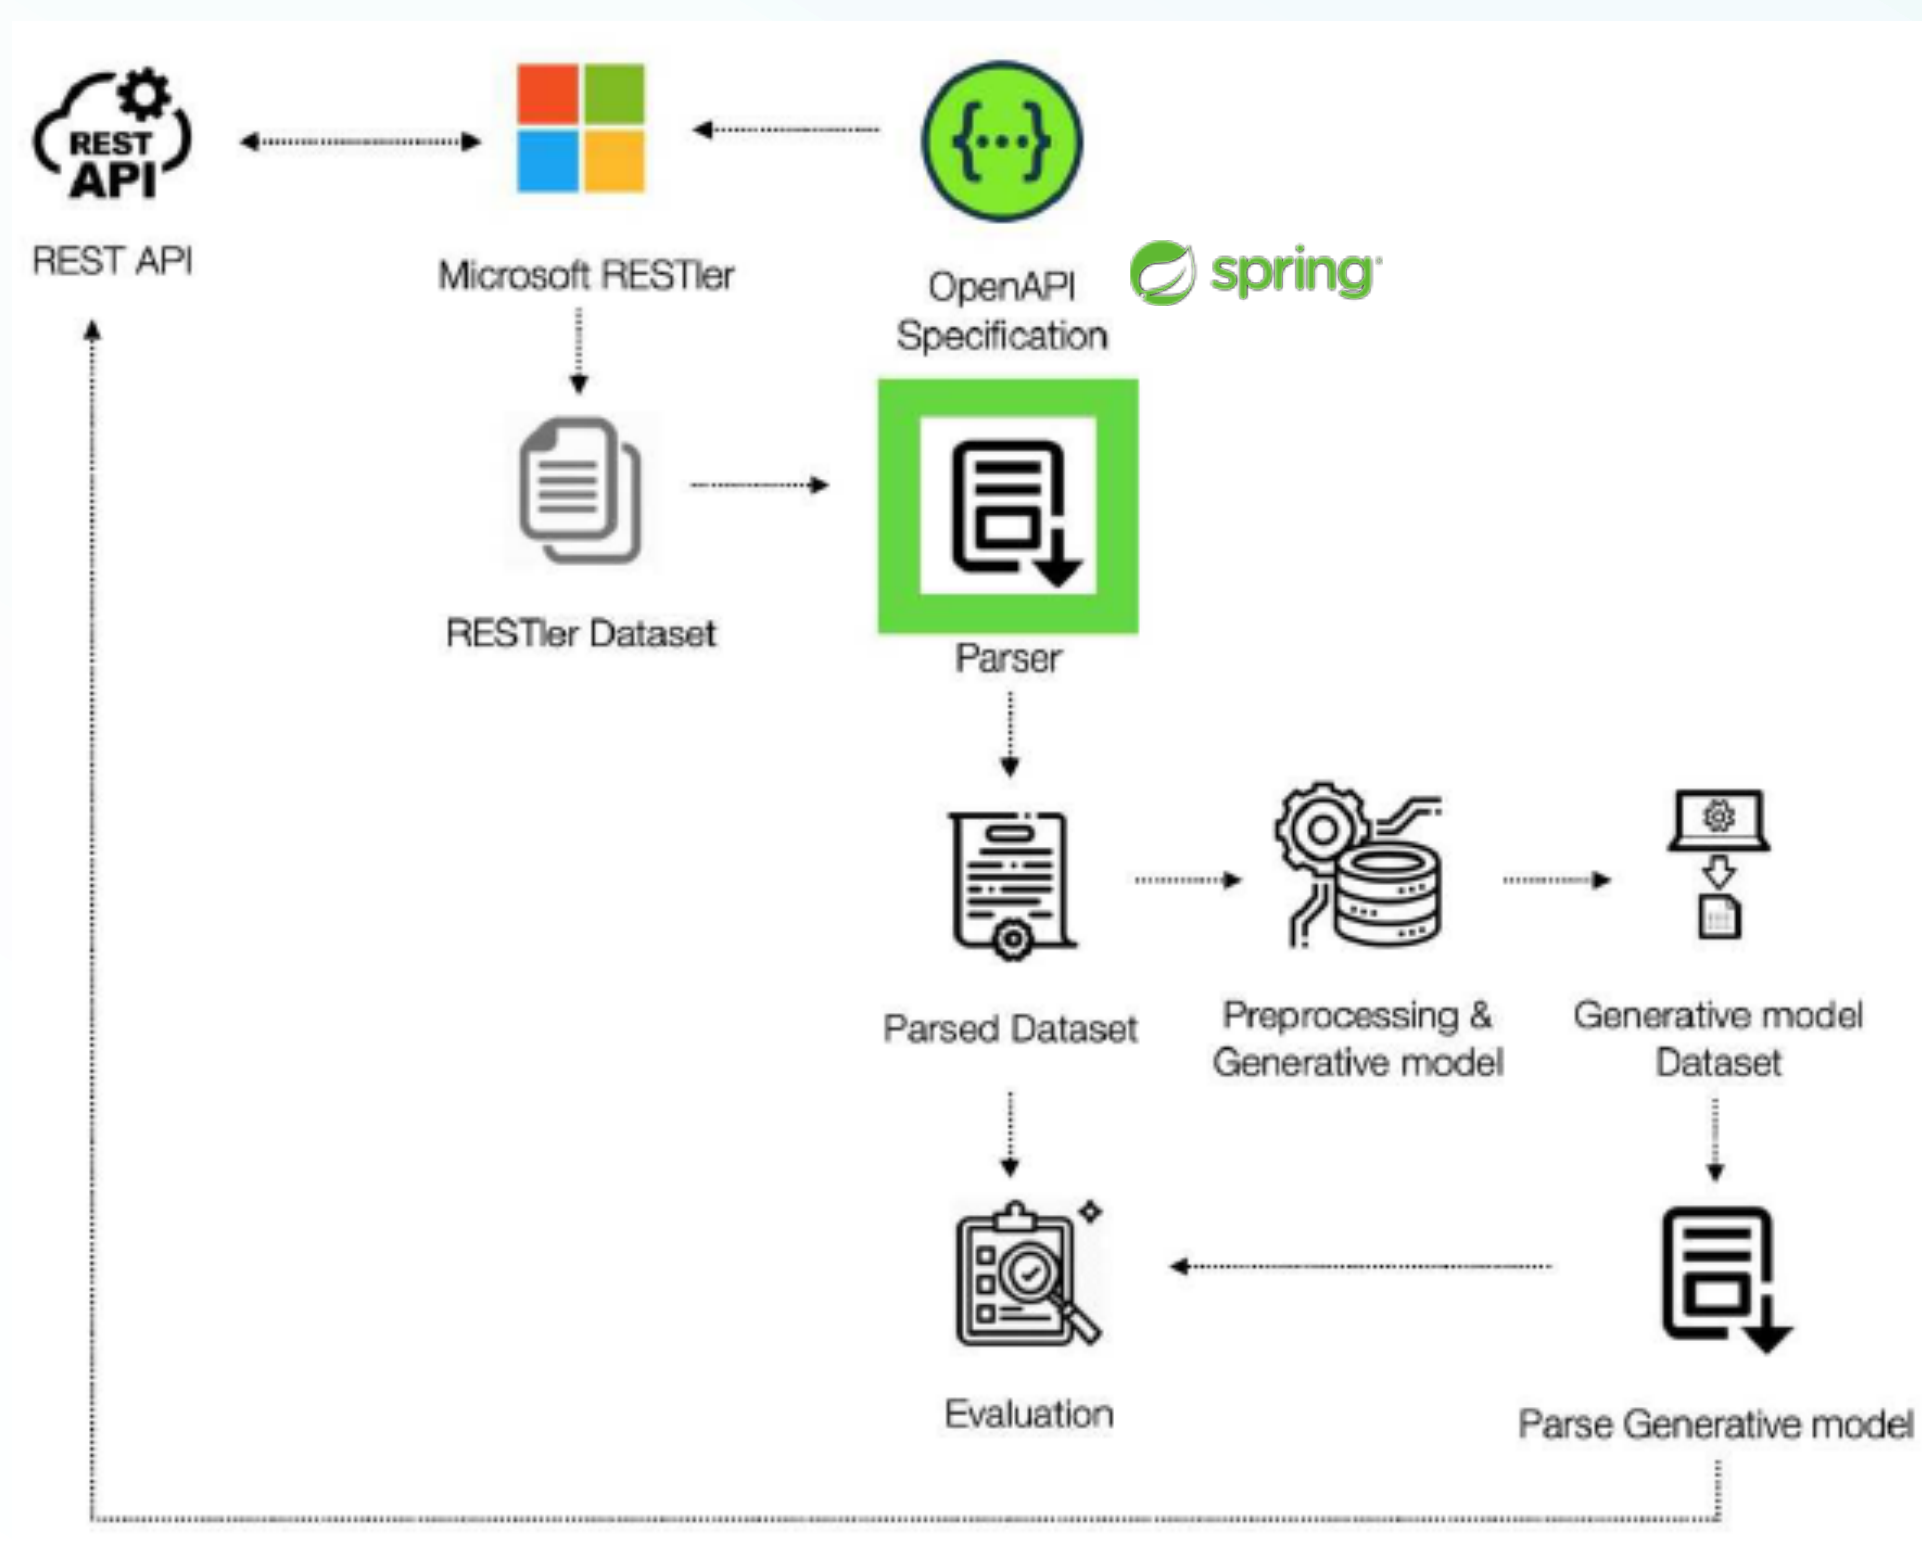 REST
API
REST API
Microsoft RESTler
{···}
OpenAPI
Specification
spring
RESTler Dataset
Parser
Parsed Dataset
Preprocessing &
Generative model
Generative model
Dataset
Evaluation
Parse Generative model